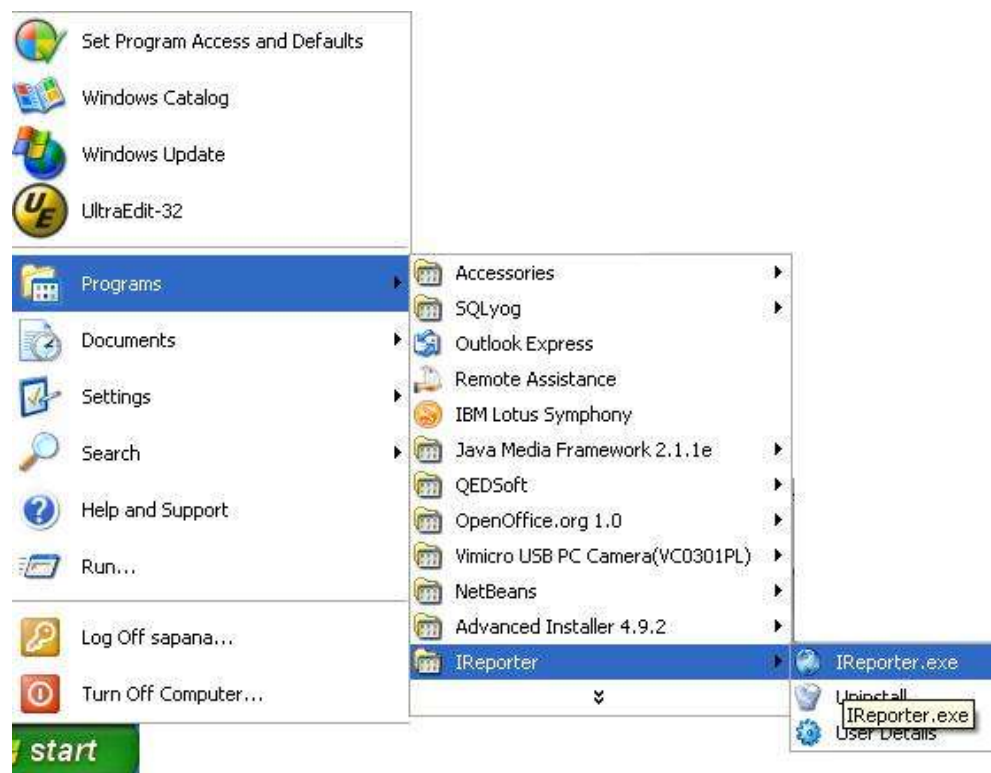 Set Program Access and Defaults
Windows Catalog
Windows Update
UE
UltraEdit-32
Programs
Documents
Settings
Search
Help and Support
Run...
Log Off sapana...
Turn Off Computer...
start
Accessories
SQLyog
Outlook Express
Remote Assistance
IBM Lotus Symphony
Java Media Framework 2.1.1e
QEDSoft
OpenOffice.org 1.0
Vimicro USB PC Camera(VC0301PL)
NetBeans
Advanced Installer 4.9.2
IReporter
IReporter.exe
Uninstall
IReporter.exe
User Details